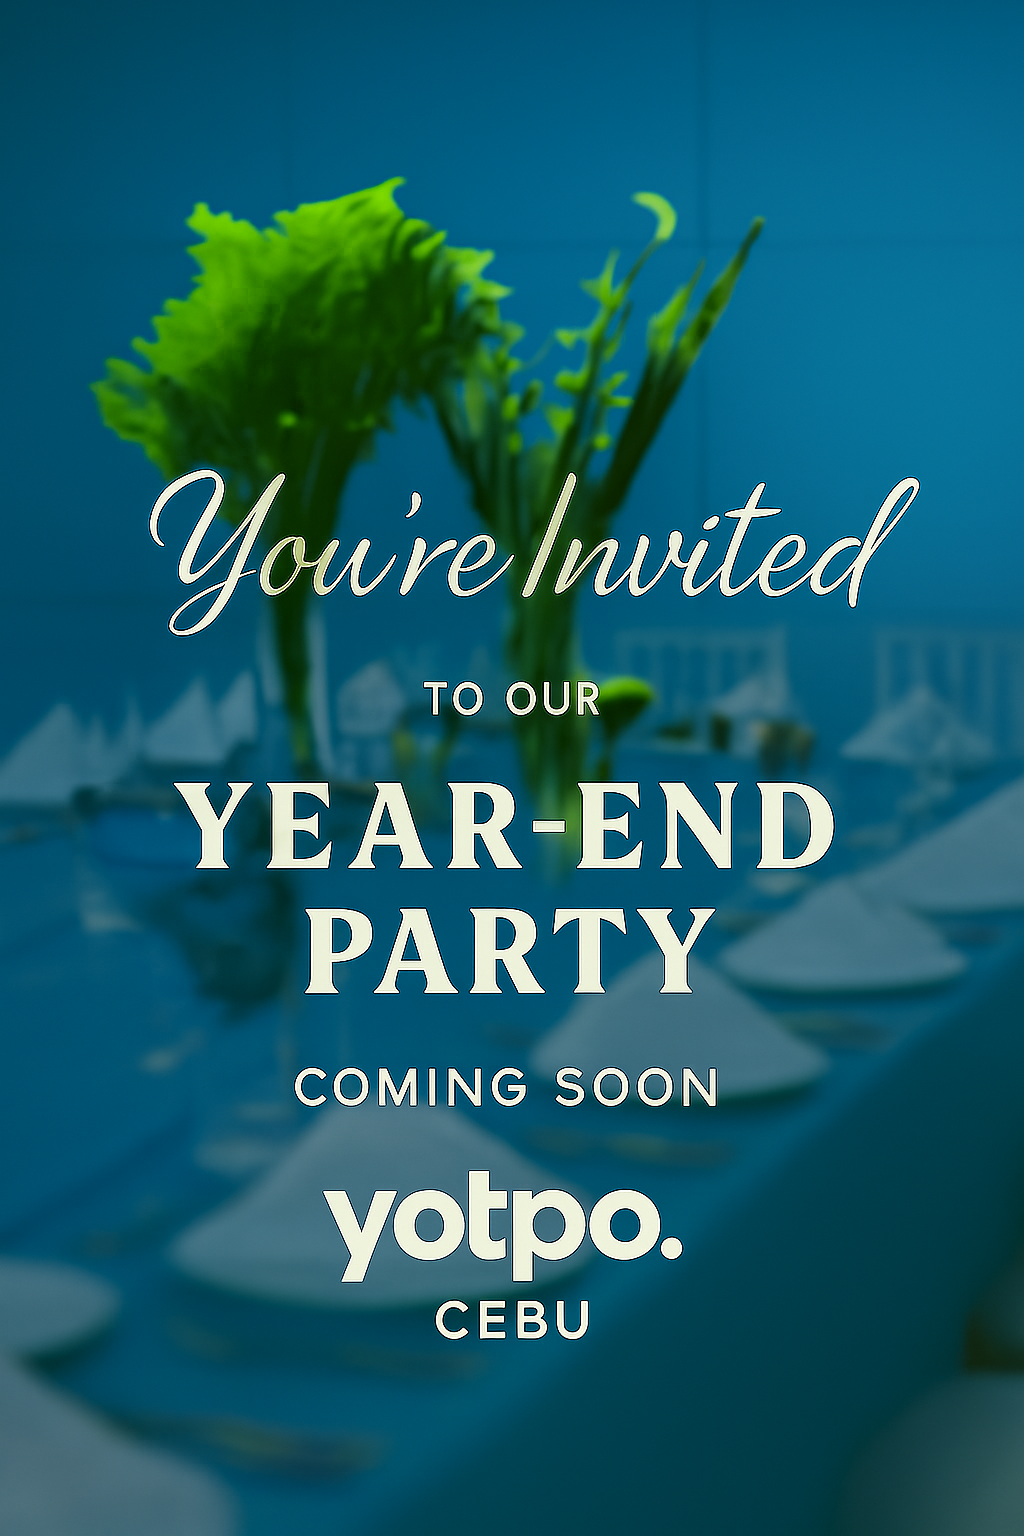 You're Invited
TO OUR
YEAR-END
PARTY
COMING SOON
yotpo.
CEBU